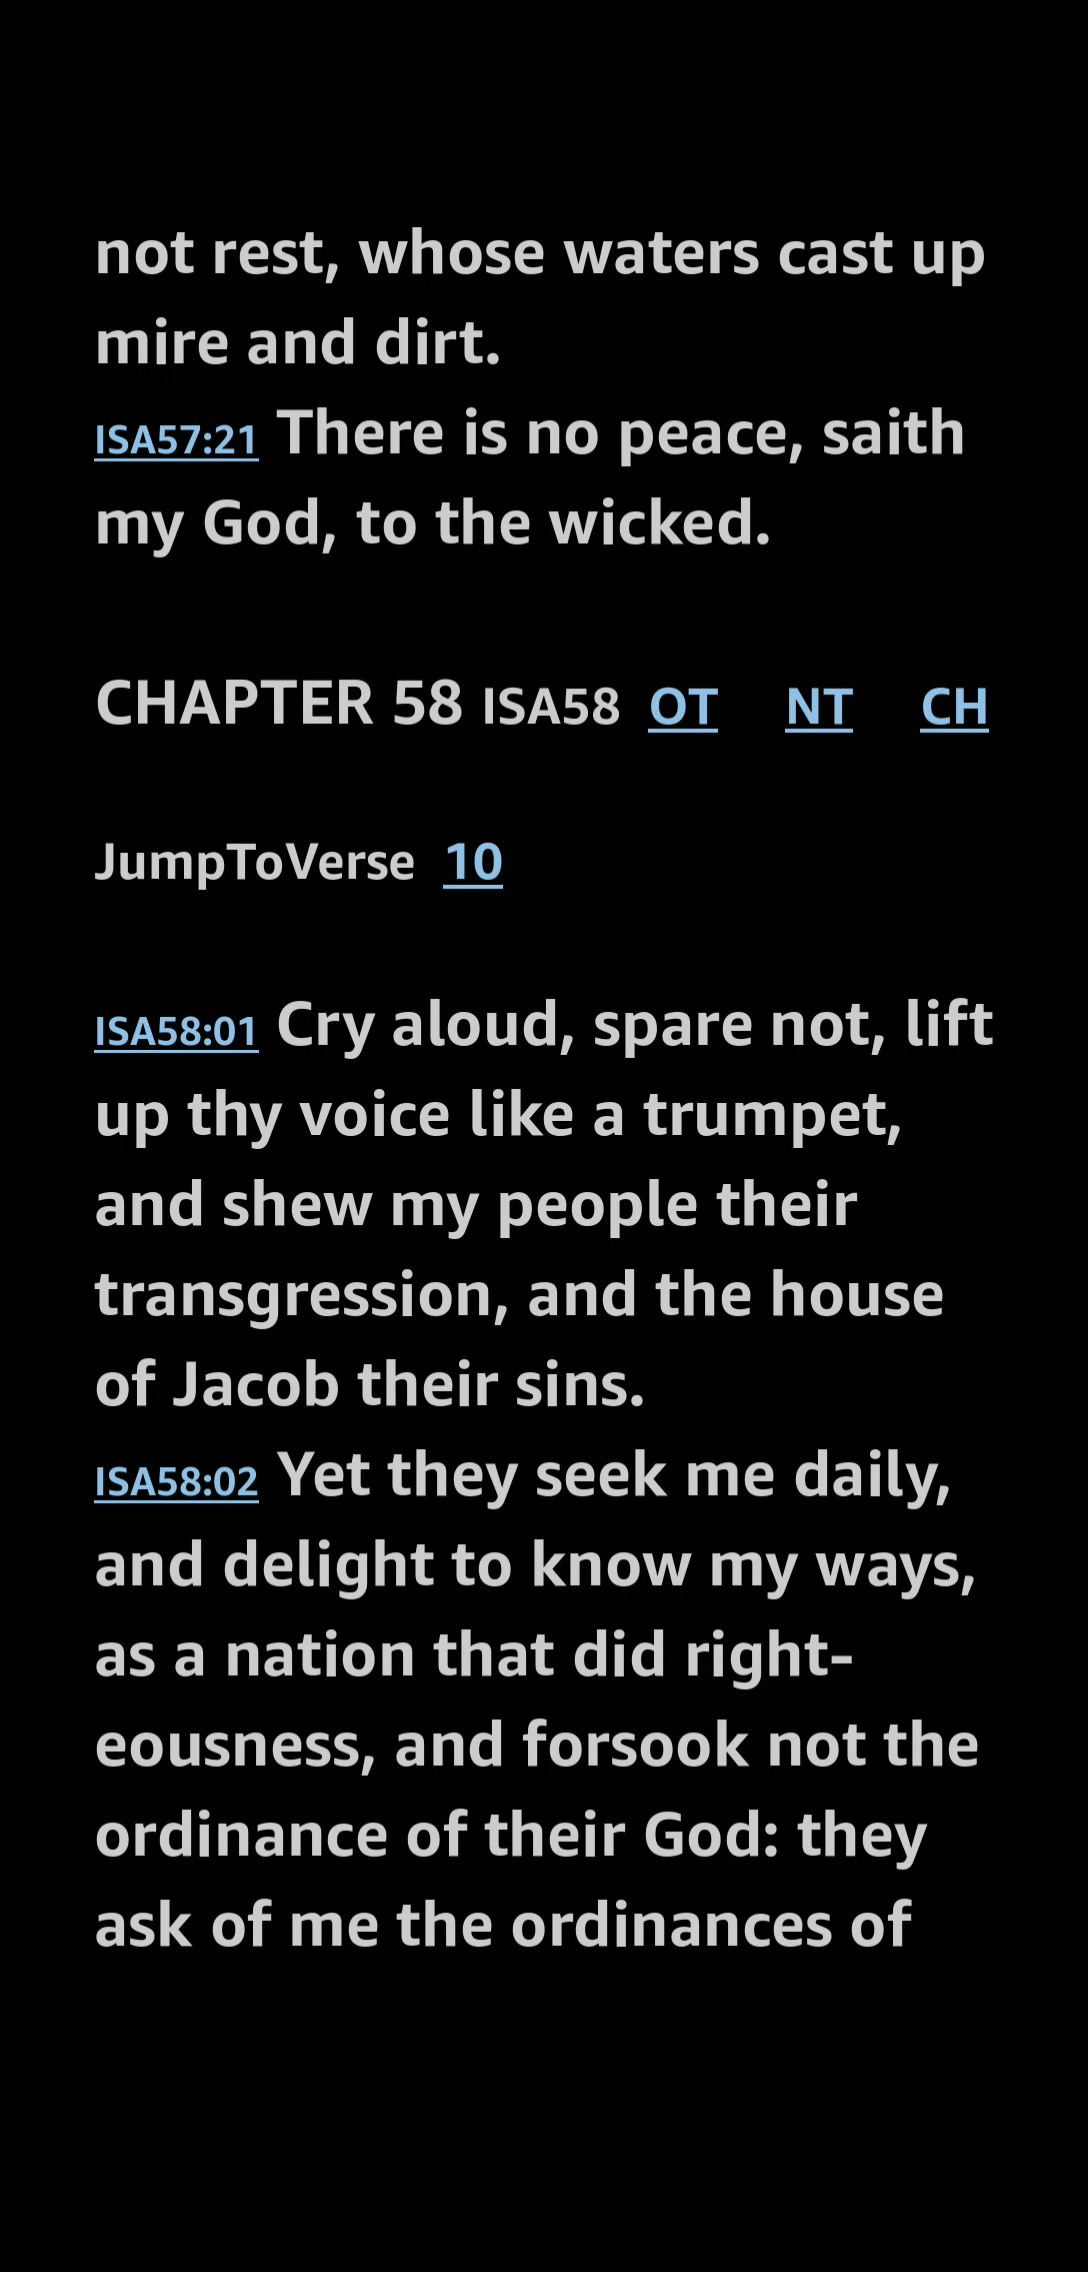 not rest, whose waters cast up
mire and dirt.
ISA57:21 There is no peace, saith
my God, to the wicked.
CHAPTER 58 ISA58 OT NT CH
JumpToVerse 10
ISA58:01 Cry aloud, spare not, lift
up thy voice like a trumpet,
and shew my people their
transgression, and the house
of Jacob their sins.
ISA58:02 Yet they seek me daily,
and delight to know my ways,
as a nation that did right-
eousness, and forsook not the
ordinance of their God: they
ask of me the ordinances of